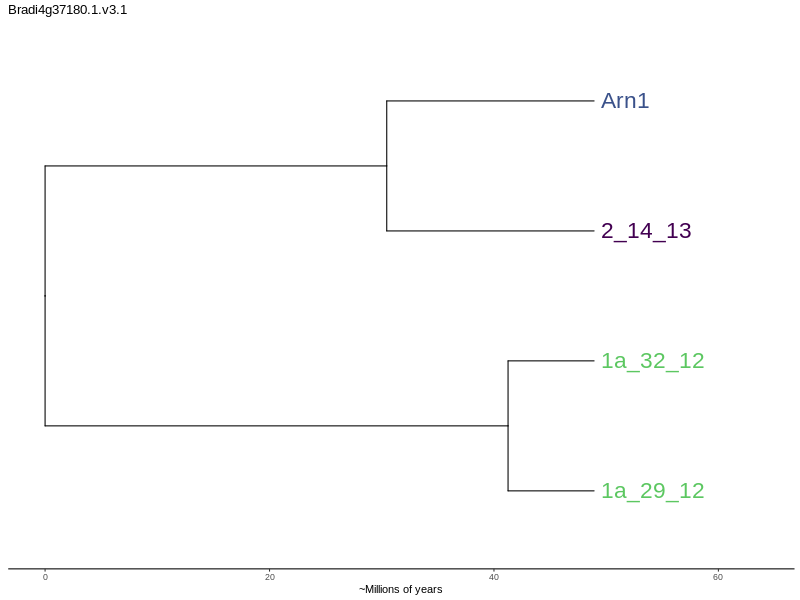 Bradi4g37180.1.v3.1
Arn1
2_14_13
1a_32_12
1a_29_12
0 20 40 60
~Millions of years